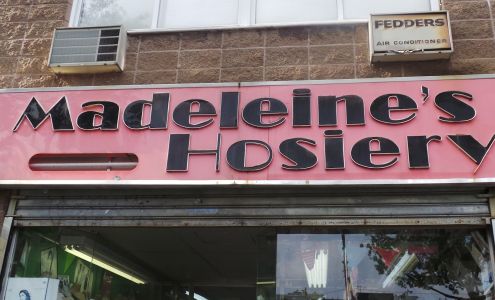 FEDDERS
AIR CONDITIONER
Madeleine's
Hosiery